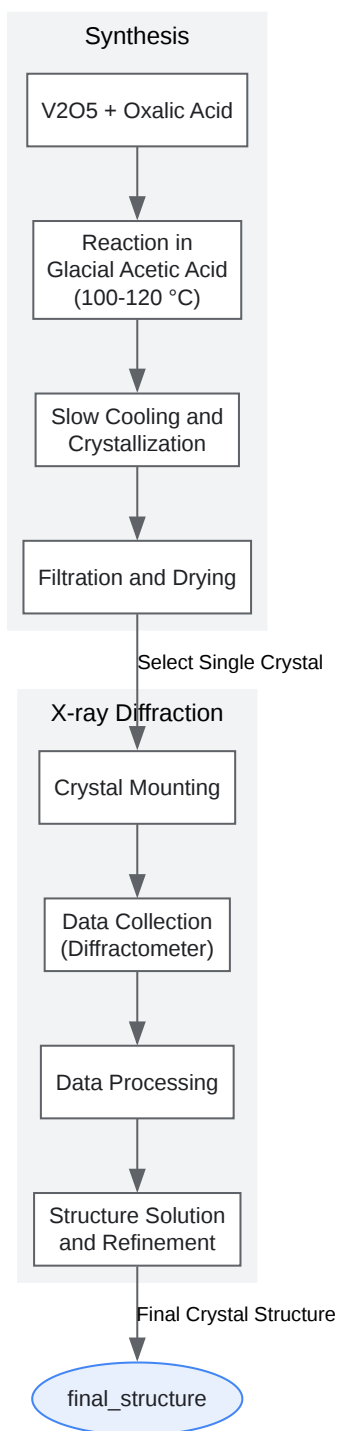 Synthesis
V2O5 + Oxalic Acid
Reaction in
Glacial Acetic Acid
(100-120 °C)
Slow Cooling and
Crystallization
Filtration and Drying
Select Single Crystal
X-ray Diffraction
Crystal Mounting
Data Collection
(Diffractometer)
Data Processing
Structure Solution
and Refinement
Final Crystal Structure
final_structure